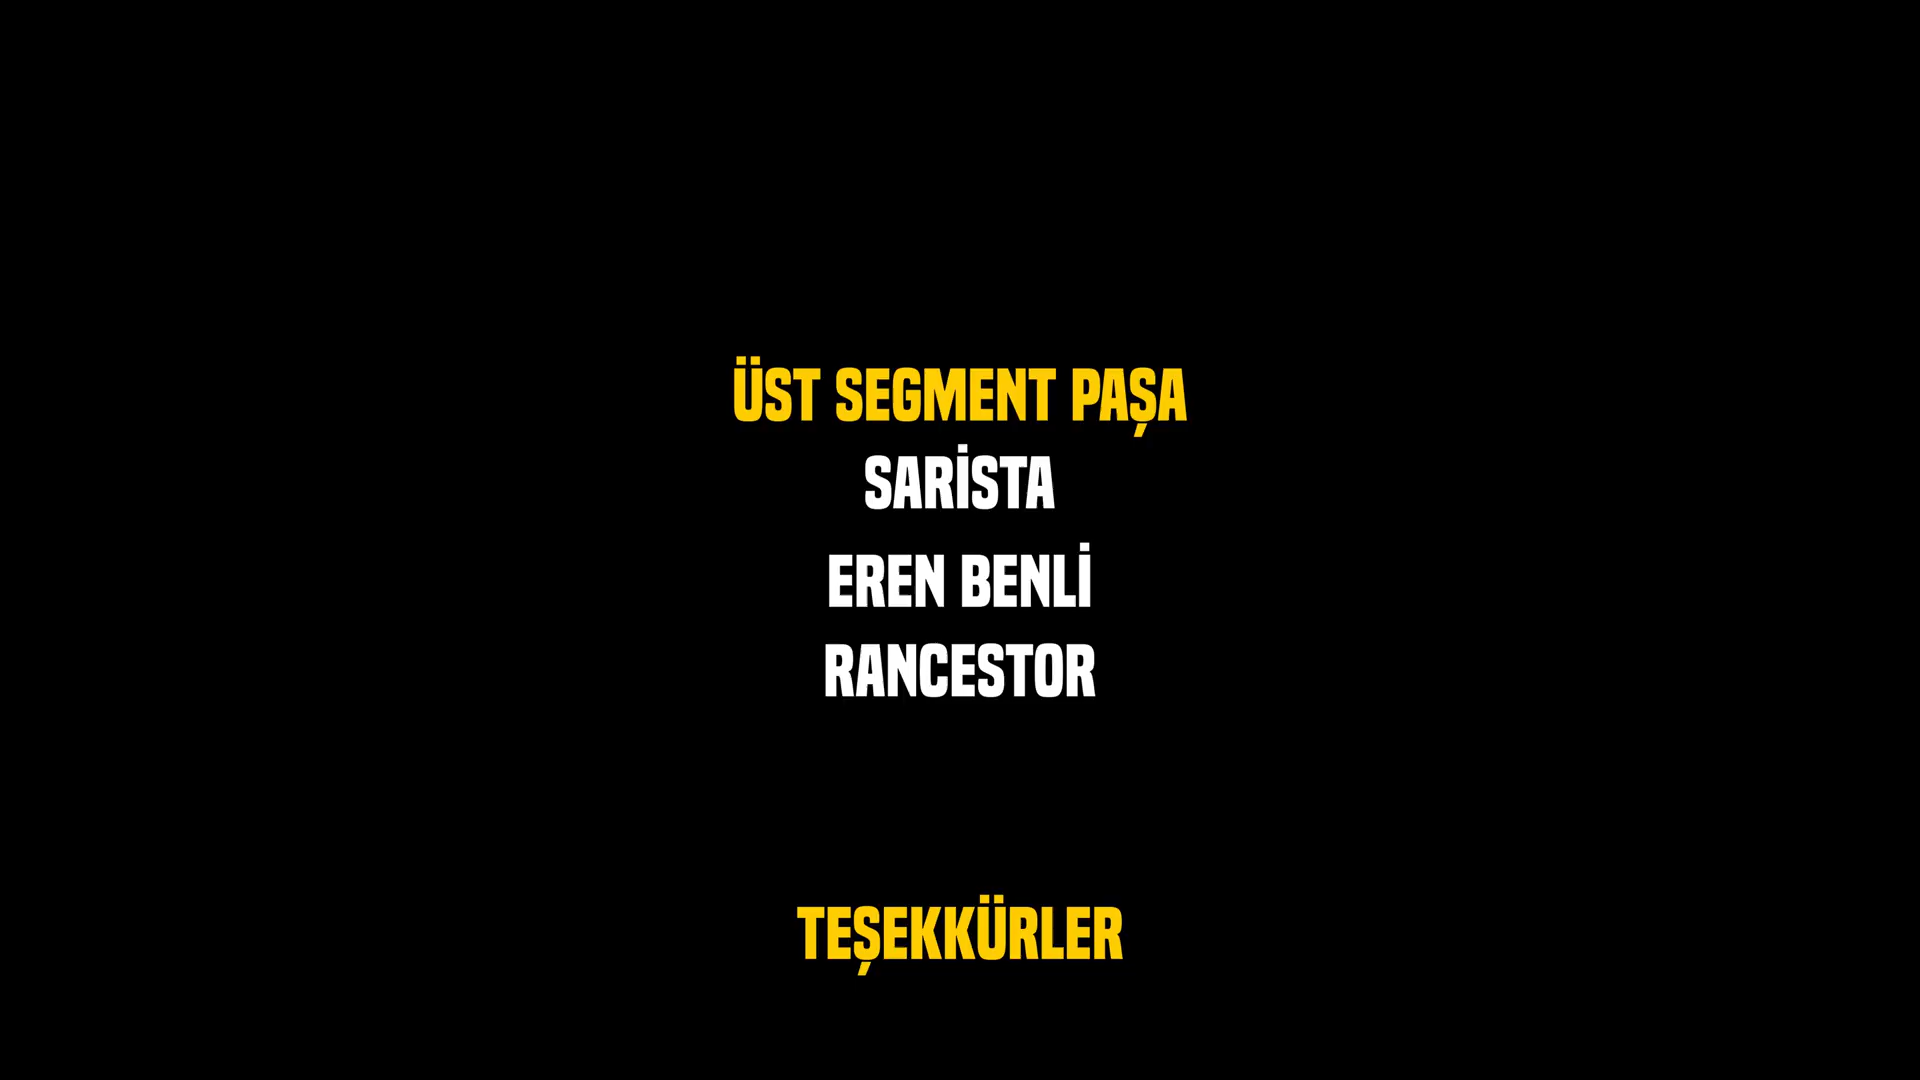 ÜST SEGMENT PAŞA
SARİSTA
EREN BENLİ
RANCESTOR
TEŞEKKÜRLER